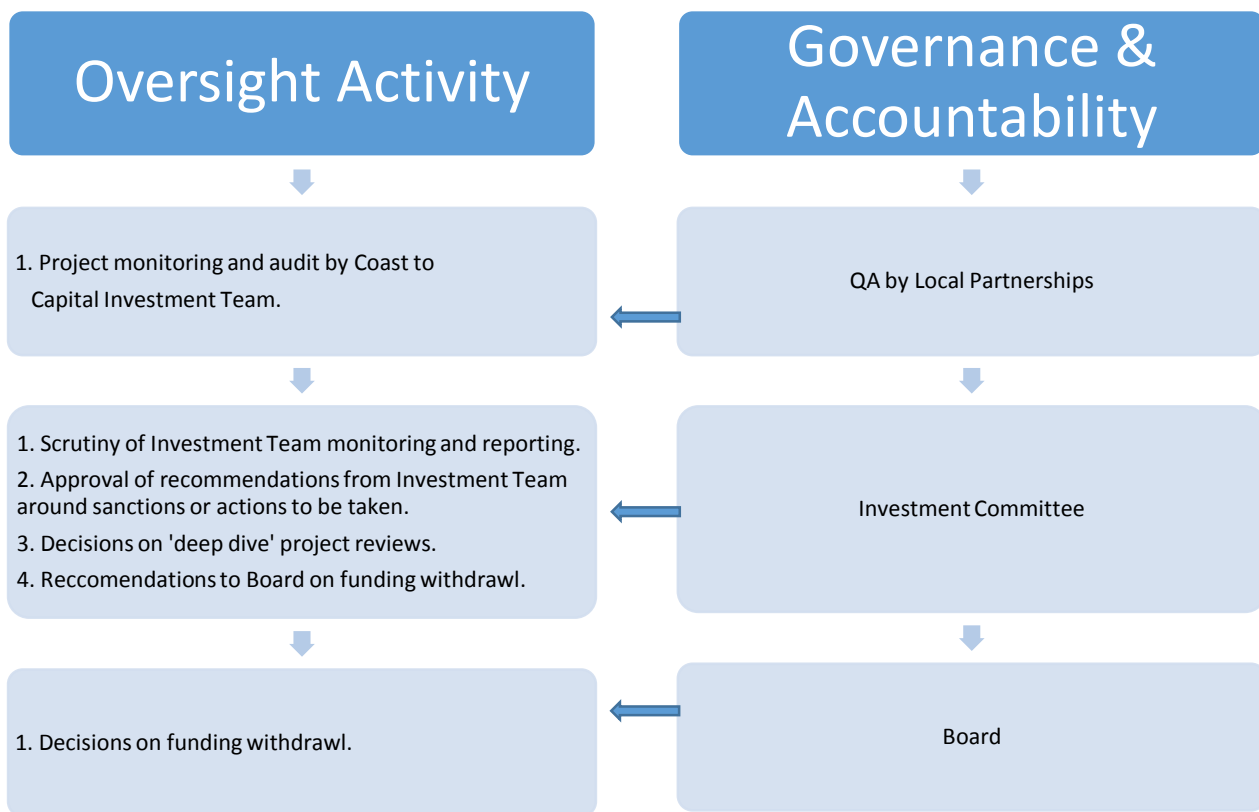 Oversight Activity
Governance &
Accountability
1. Project monitoring and audit by Coast to
Capital Investment Team.
QA by Local Partnerships
1. Scrutiny of Investment Team monitoring and reporting.
2. Approval of recommendations from Investment Team
around sanctions or actions to be taken.
3. Decisions on 'deep dive' project reviews.
4. Reccomendations to Board on funding withdrawl.
Investment Committee
1. Decisions on funding withdrawl.
Board